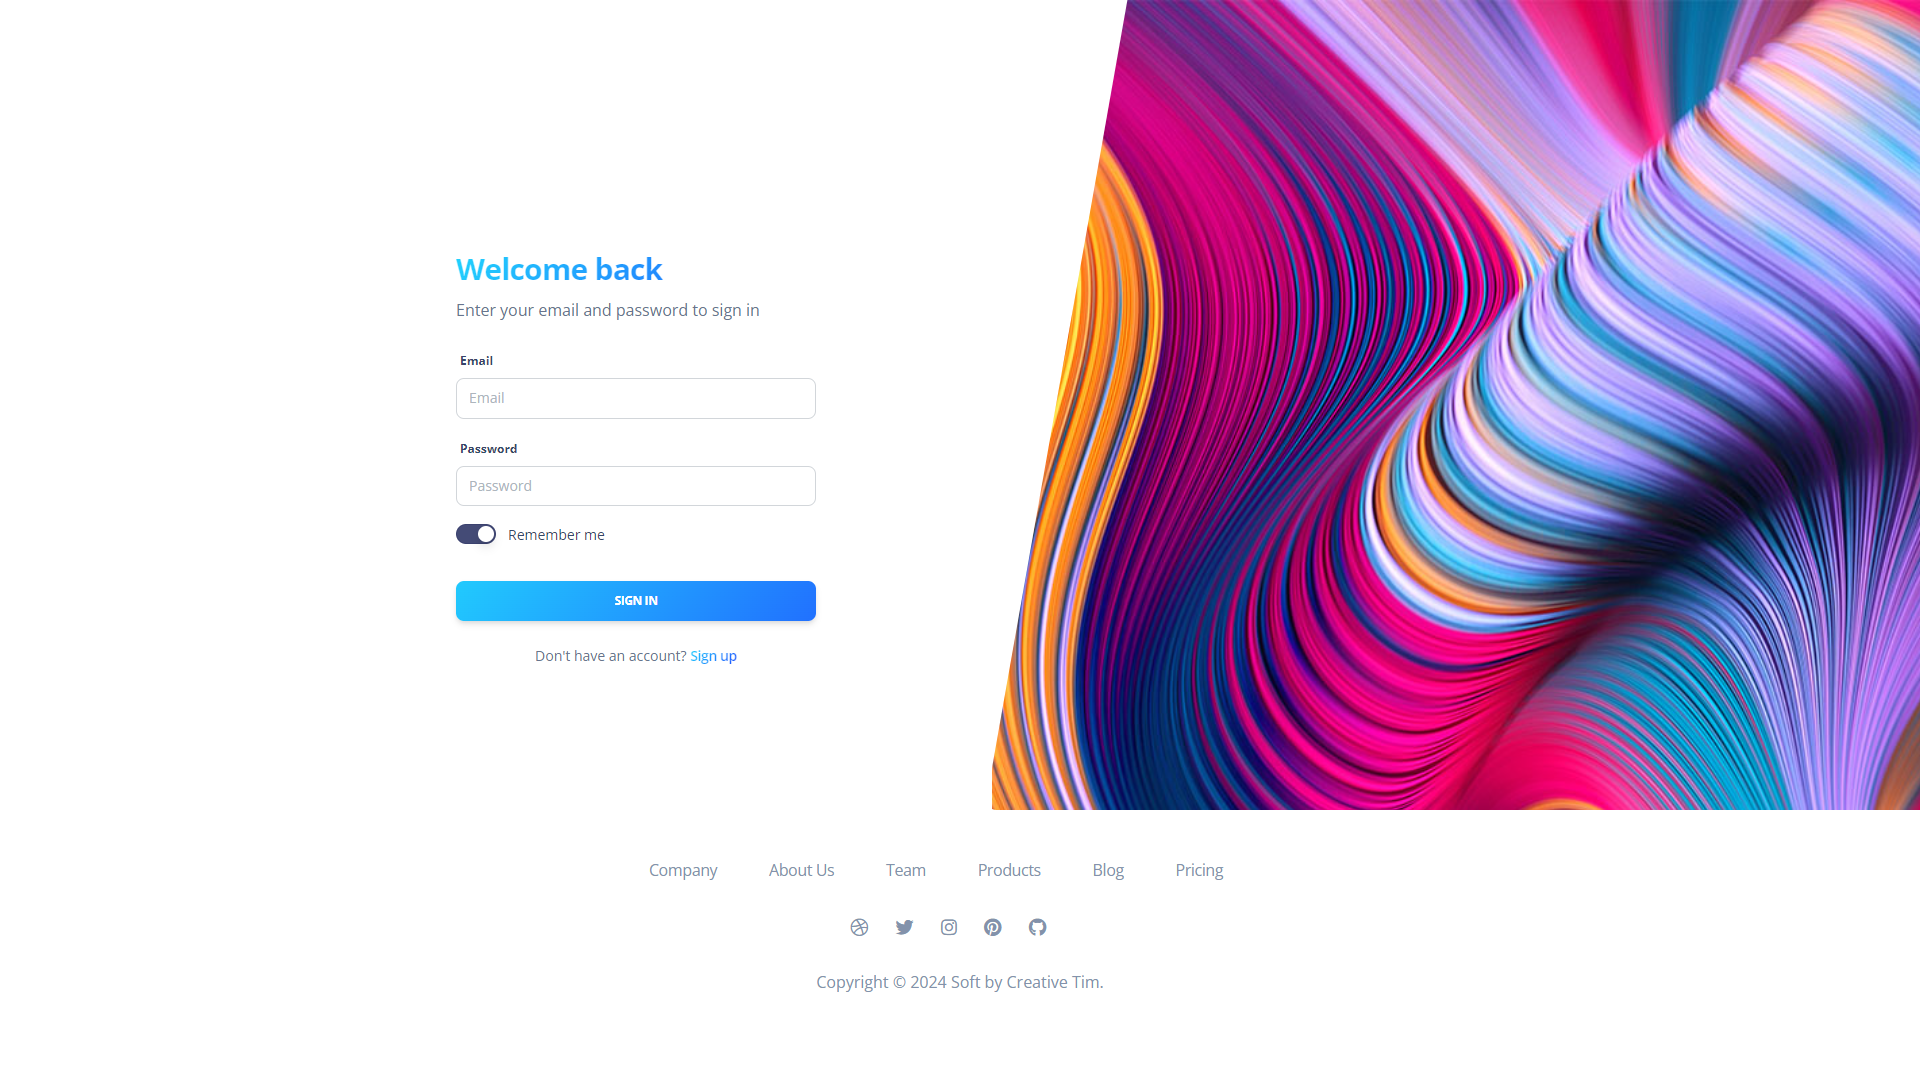 Welcome back
Enter your email and password to sign in
Email
Email
Password
Password
Remember me
SIGN IN
Don't have an account? Sign up
Company About Us Team Products Blog Pricing
Copyright © 2024 Soft by Creative Tim.